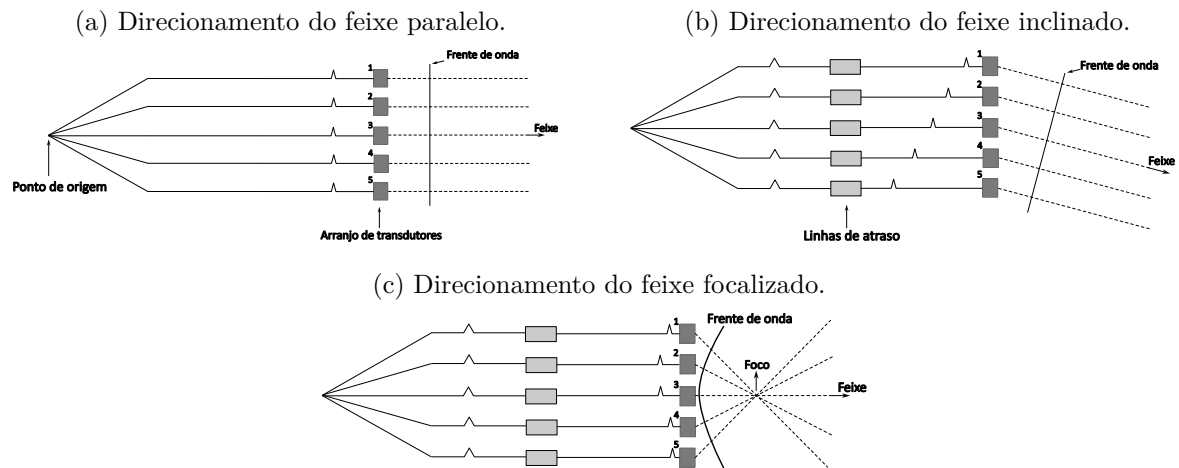 (a) Direcionamento do feixe paralelo.
Frente de onda
1
2
3
4
5
Feixe
Ponto de origem
Arranjo de transdutores
(b) Direcionamento do feixe inclinado.
1
2
3
4
5
Frente de onda
Feixe
Linhas de atraso
(c) Direcionamento do feixe focalizado.
1
2
3
4
5
Frente de onda
Foco
Feixe